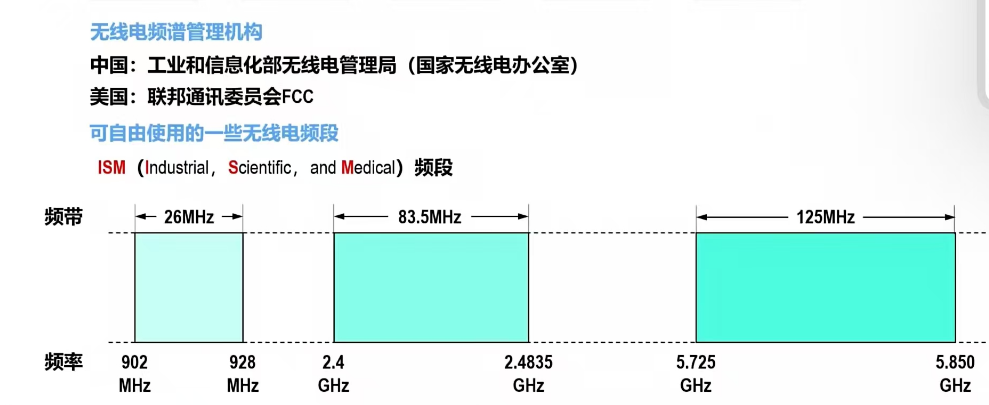 无线电频谱管理机构
中国：工业和信息化部无线电管理局（国家无线电办公室）
美国：联邦通讯委员会FCC
可自由使用的一些无线电频段
ISM（Industrial，Scientific，and Medical）频段
频带 26MHz 83.5MHz 125MHz
频率 902 928 2.4 2.4835 5.725 5.850
MHz MHz GHz GHz GHz GHz